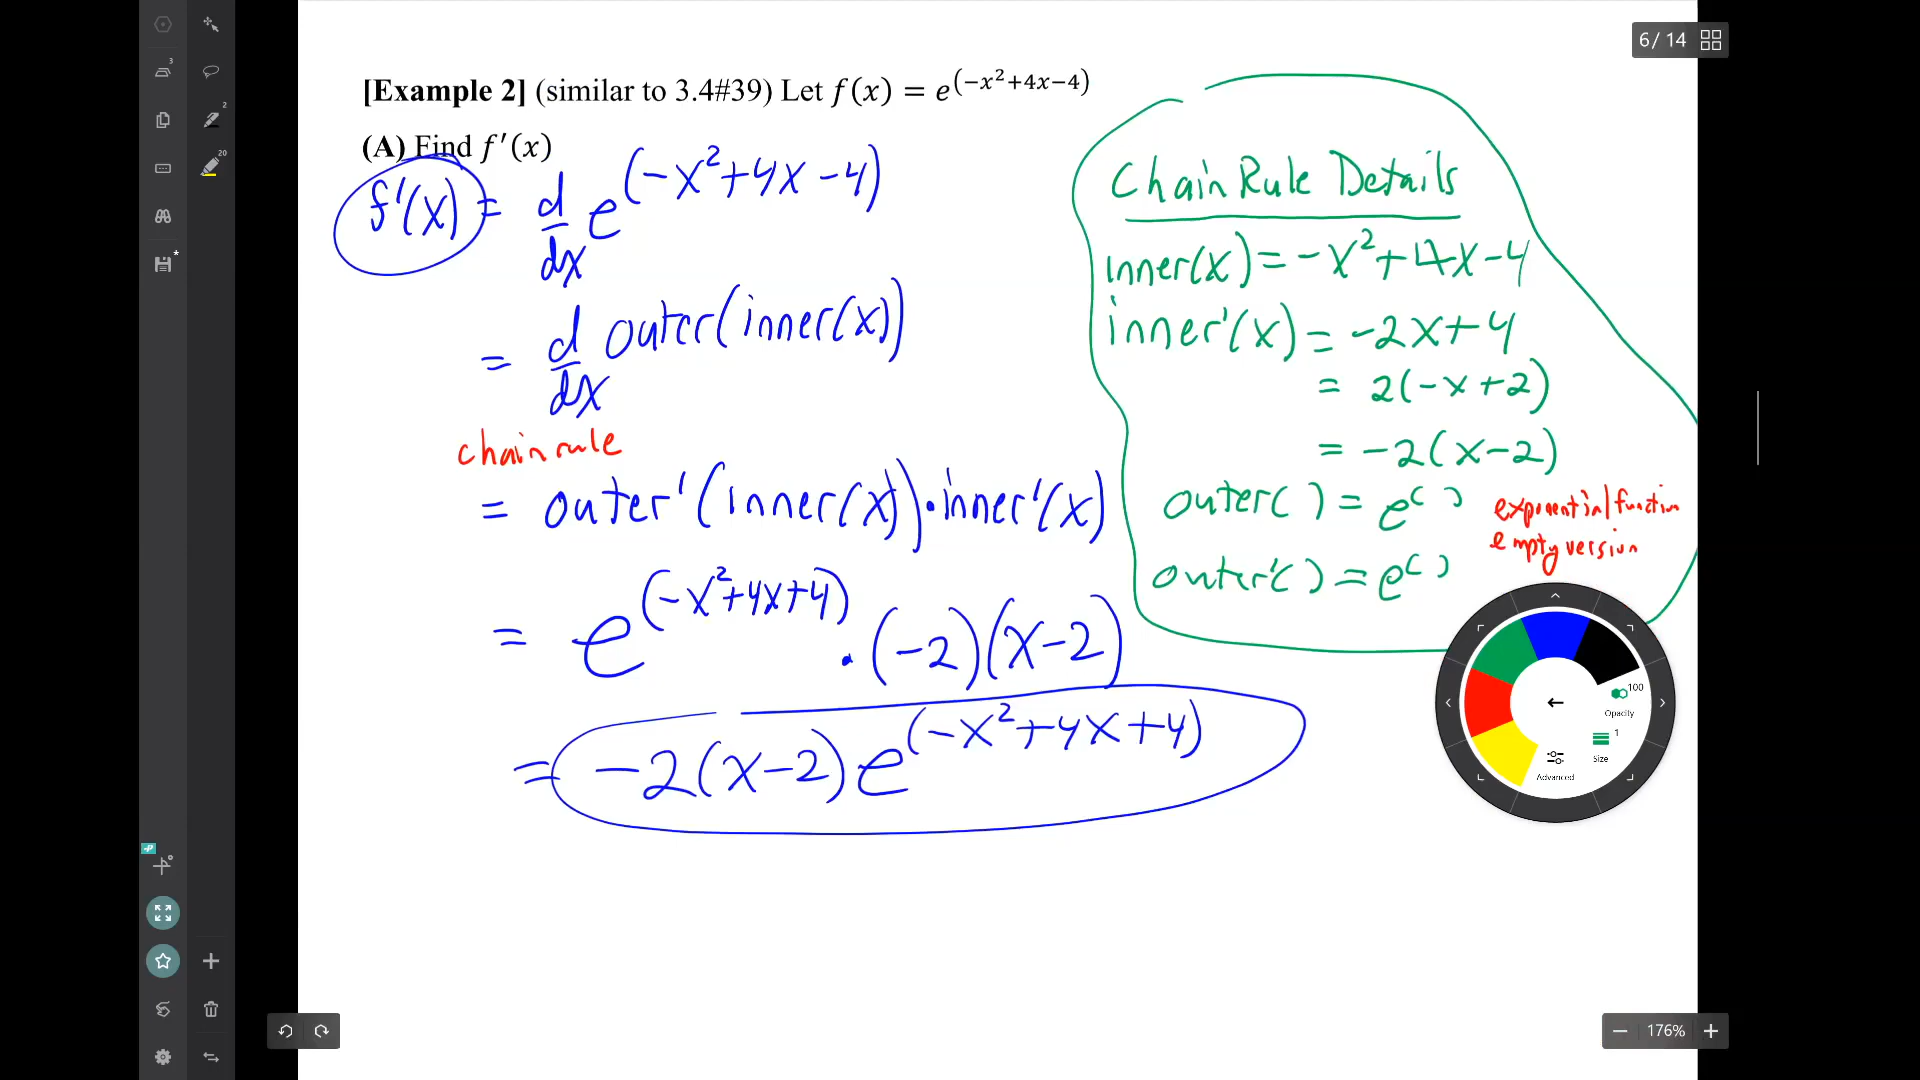 6/ 14
[Example 2] (similar to 3.4#39) Let f(x) = e^(−x²+4x−4)
(A) Find f′(x)
f'(x) = d/dx e^(-x²+4x-4)
= d/dx outer(inner(x))
chain rule
= outer'(inner(x))·inner'(x)
= e^(-x²+4x+4) · (-2)(x-2)
= -2(x-2)e^(-x²+4x+4)
Chain Rule Details
inner(x) = -x²+4x-4
inner'(x) = -2x+4
= 2(-x+2)
= -2(x-2)
outer( ) = e^( )
exponential function
empty version
outer'( ) = e^( )
100
Opacity
1
Size
Advanced
3
2
20
176%